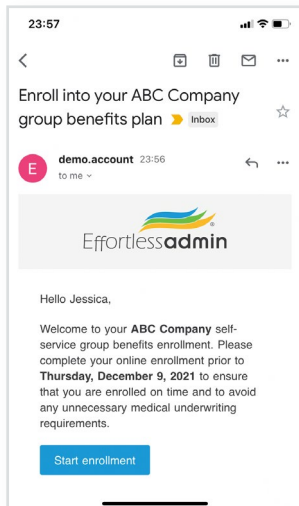 23:57
Enroll into your ABC Company
group benefits plan Inbox
E
demo.account 23:56
to me
Effortlessadmin®
Hello Jessica,
Welcome to your ABC Company self-
service group benefits enrollment. Please
complete your online enrollment prior to
Thursday, December 9, 2021 to ensure
that you are enrolled on time and to avoid
any unnecessary medical underwriting
requirements.
Start enrollment